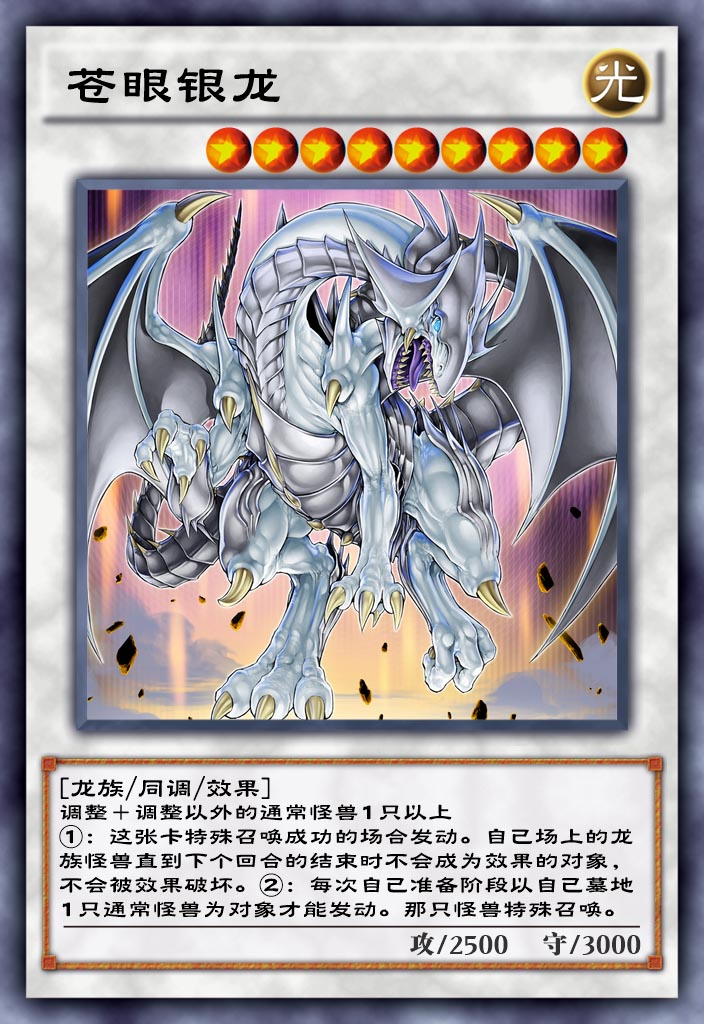 苍眼银龙
光
[龙族/同调/效果]
调整＋调整以外的通常怪兽1只以上
①：这张卡特殊召唤成功的场合发动。自己场上的龙
族怪兽直到下个回合的结束时不会成为效果的对象，
不会被效果破坏。②：每次自己准备阶段以自己墓地
1只通常怪兽为对象才能发动。那只怪兽特殊召唤。
攻/2500 守/3000